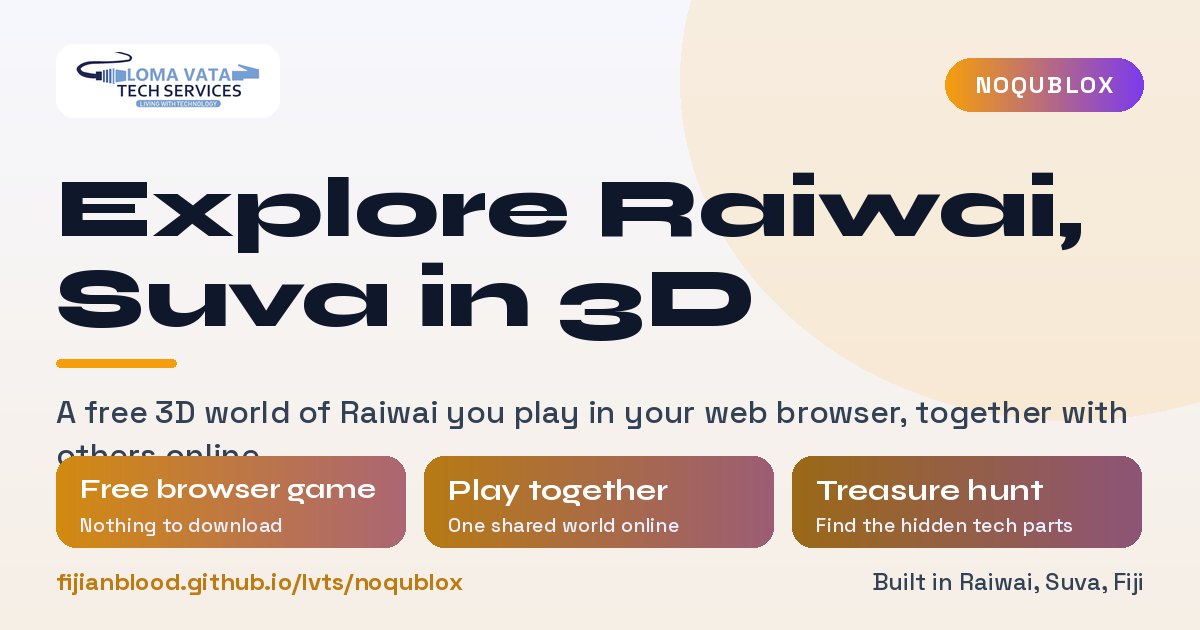 LOMA VATA
TECH SERVICES
LIVING WITH TECHNOLOGY
NOQUBLOX
Explore Raiwai,
Suva in 3D
A free 3D world of Raiwai you play in your web browser, together with
others online
Free browser game
Nothing to download
Play together
One shared world online
Treasure hunt
Find the hidden tech parts
fijianblood.github.io/lvts/noqublox
Built in Raiwai, Suva, Fiji